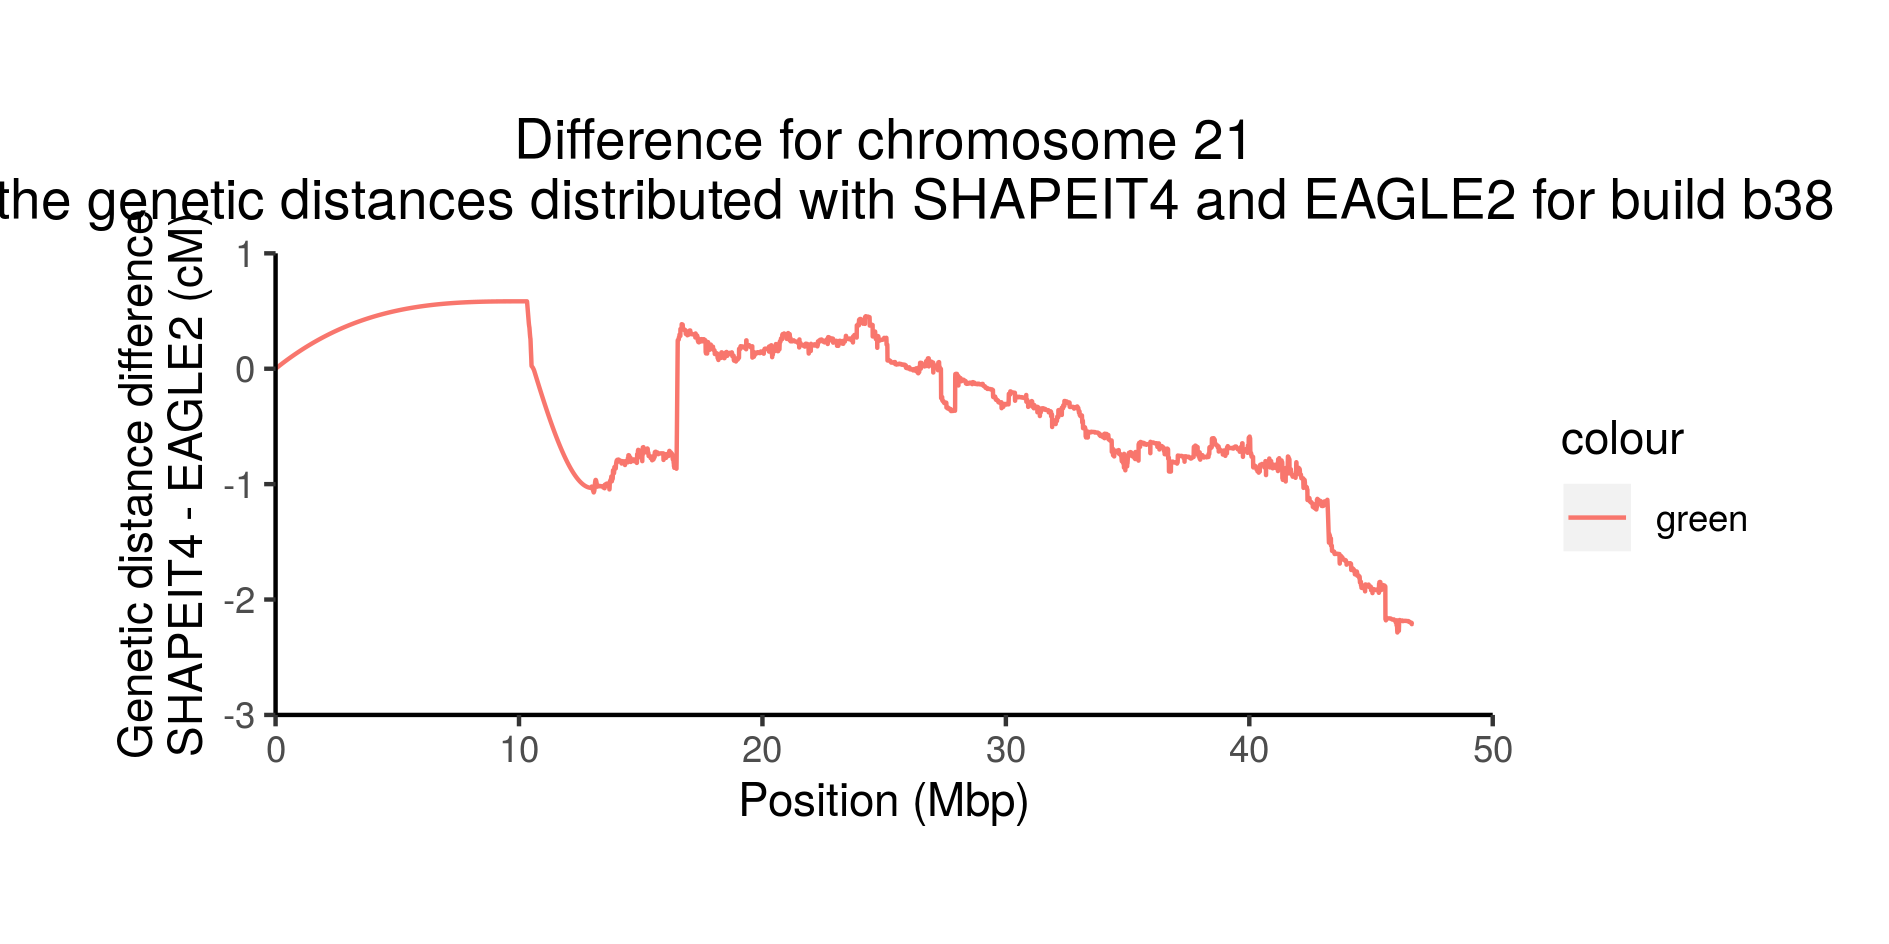 Difference for chromosome 21
the genetic distances distributed with SHAPEIT4 and EAGLE2 for build b38
Genetic distance difference
SHAPEIT4 - EAGLE2 (cM)
1
0
-1
-2
-3
0 10 20 30 40 50
Position (Mbp)
colour
green